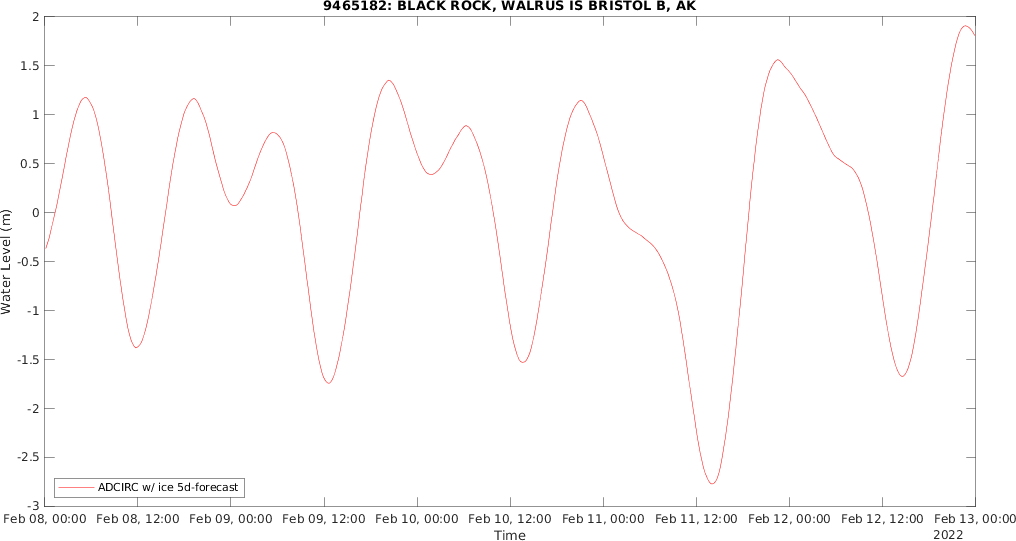 9465182: BLACK ROCK, WALRUS IS BRISTOL B, AK
Water Level (m)
2
1.5
1
0.5
0
-0.5
-1
-1.5
-2
-2.5
-3
ADCIRC w/ ice 5d-forecast
Feb 08, 00:00 Feb 08, 12:00 Feb 09, 00:00 Feb 09, 12:00 Feb 10, 00:00 Feb 10, 12:00 Feb 11, 00:00 Feb 11, 12:00 Feb 12, 00:00 Feb 12, 12:00 Feb 13, 00:00
2022
Time